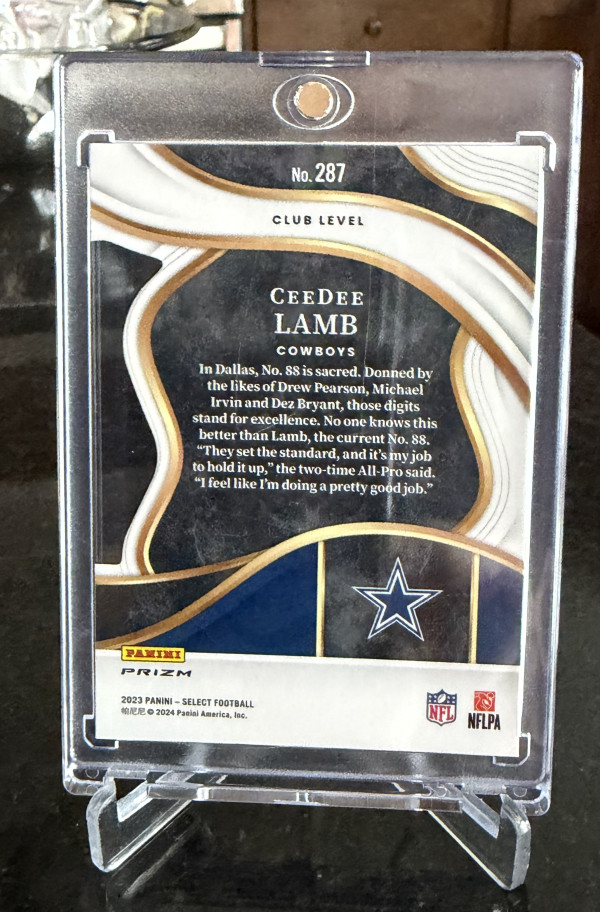 No. 287
CLUB LEVEL
CEEDEE
LAMB
COWBOYS
In Dallas, No. 88 is sacred. Donned by
the likes of Drew Pearson, Michael
Irvin and Dez Bryant, those digits
stand for excellence. No one knows this
better than Lamb, the current No. 88.
“They set the standard, and it’s my job
to hold it up,” the two-time All-Pro said.
“I feel like I’m doing a pretty good job.”
PANINI
PRIZM
2023 PANINI – SELECT FOOTBALL
帕尼尼 © 2024 Panini America, Inc.
NFL
NFLPA